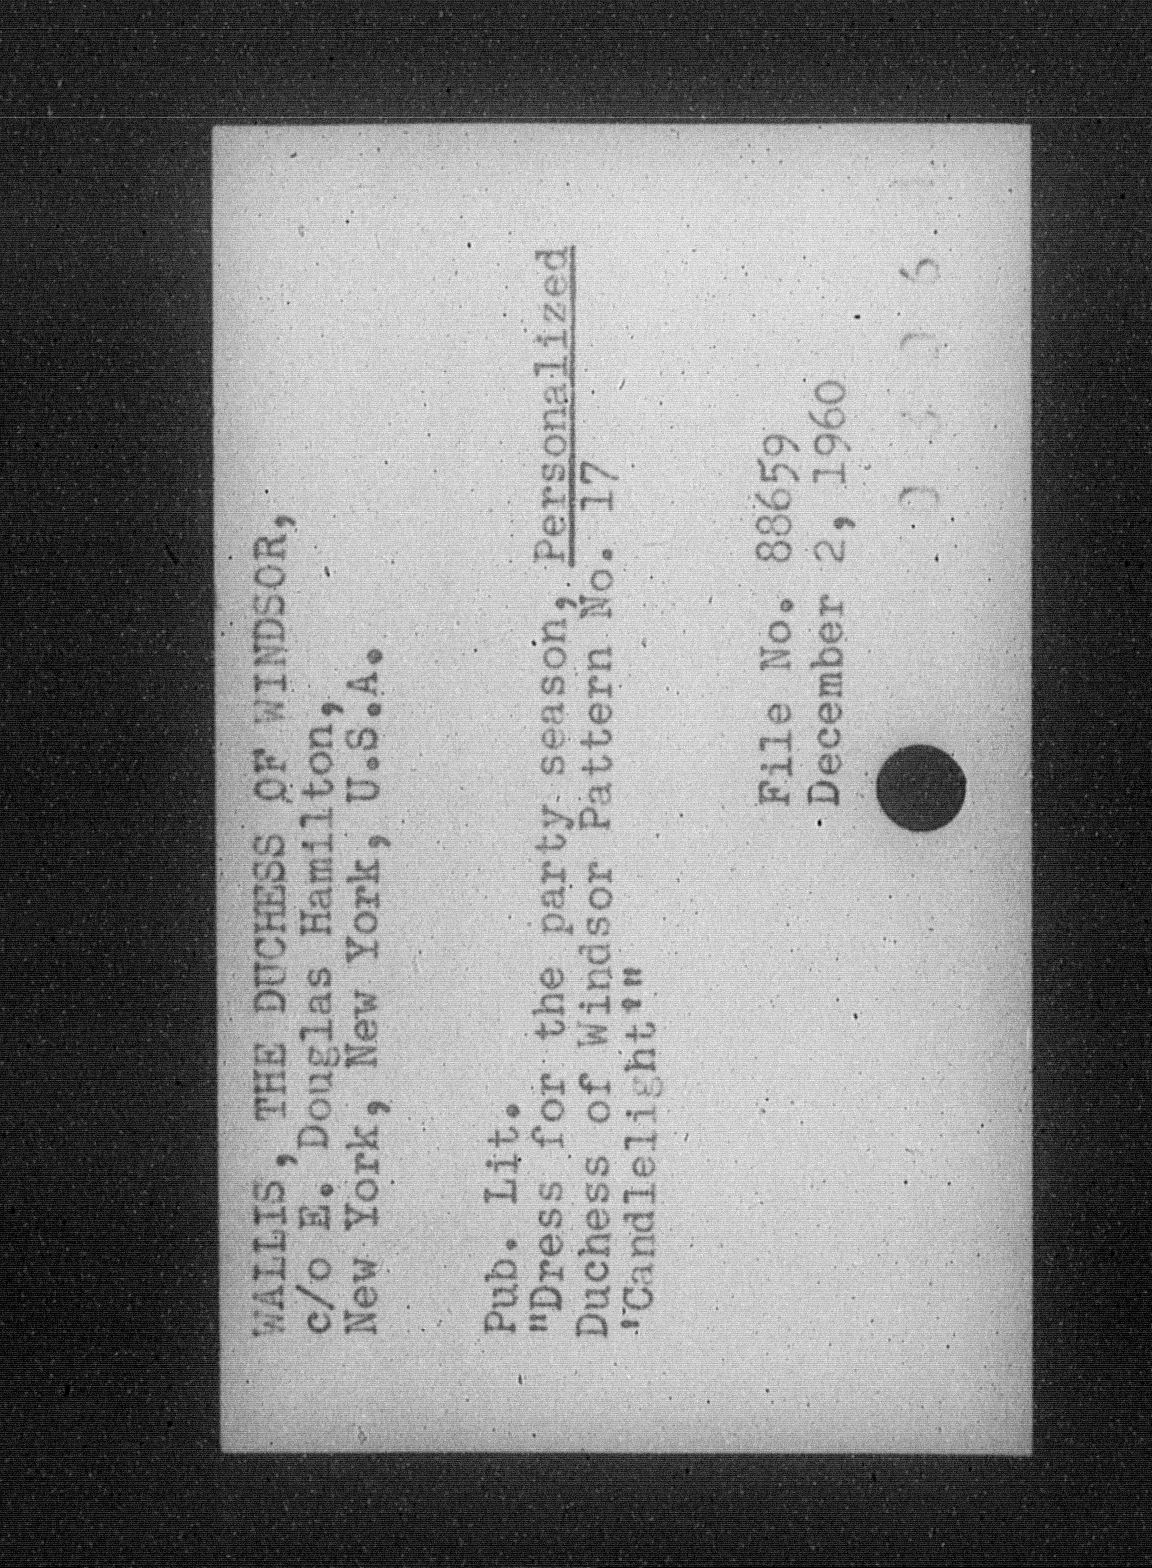 WALLIS, THE DUCHESS OF WINDSOR,
c/o E. Douglas Hamilton,
New York, New York, U.S.A.
Pub. Lit.
"Dress for the party season, Personalized
Duchess of Windsor Pattern No. 17
'Candlelight'"
File No. 88659
December 2, 1960